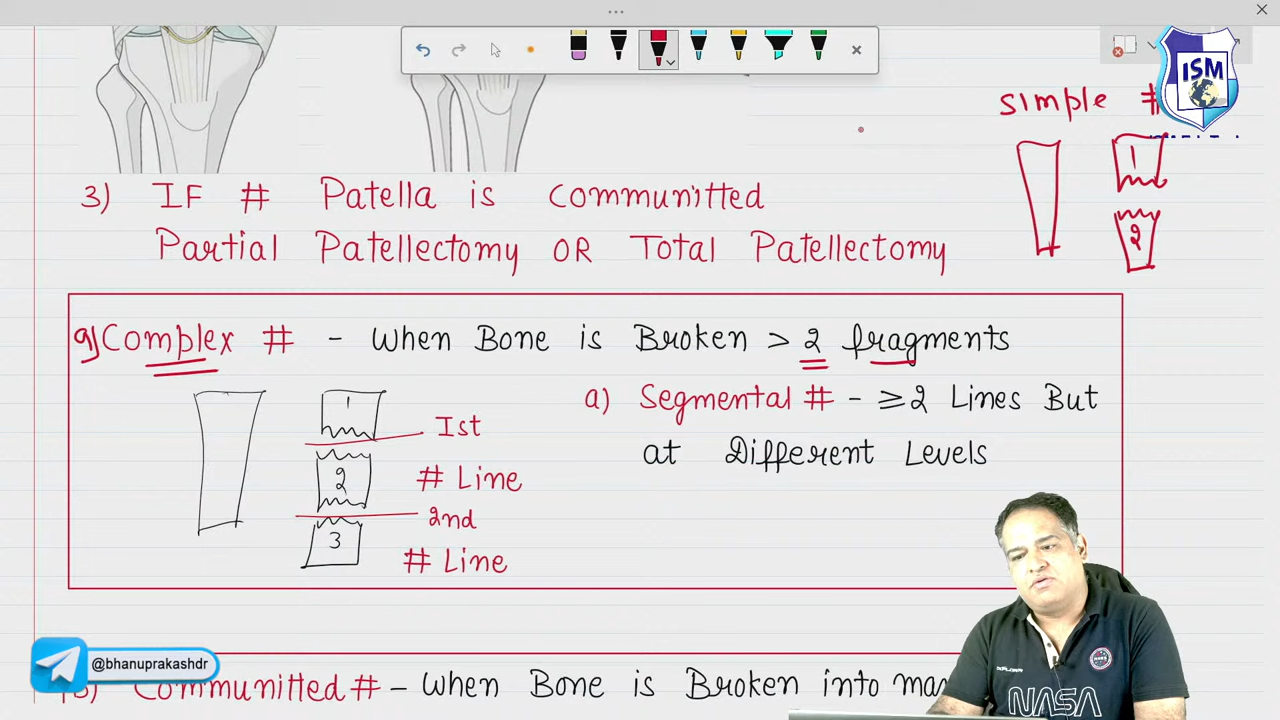 ISM
simple #
1
2
3) IF # Patella is Communitted
Partial Patellectomy OR Total Patellectomy
9) Complex # - When Bone is Broken > 2 fragments
a) Segmental # - ≥2 Lines But
at Different Levels
1
Ist
2
# Line
2nd
3
# Line
@bhanuprakashdr
Communitted # - When Bone is Broken into
NASA